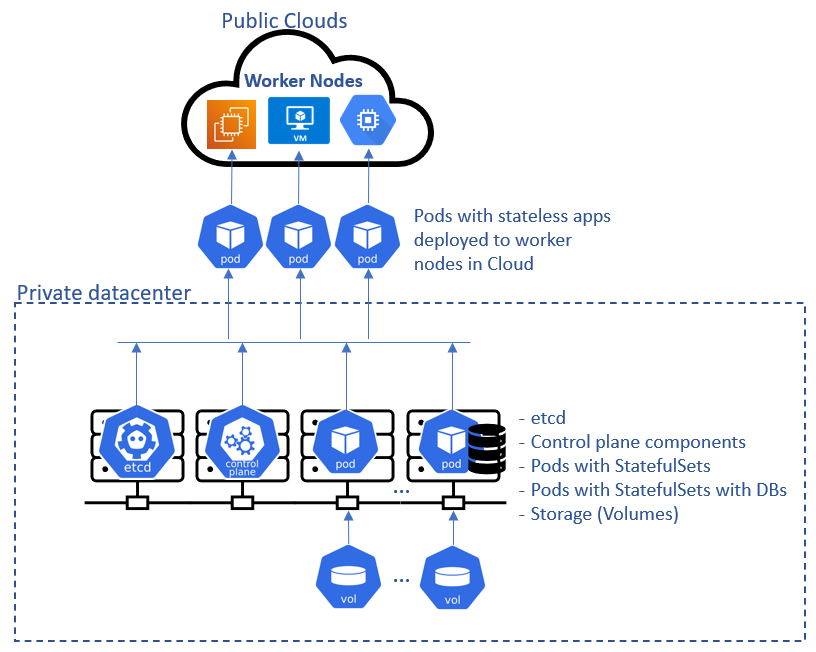 Public Clouds
Worker Nodes
VM
pod
pod
pod
Pods with stateless apps
deployed to worker
nodes in Cloud
Private datacenter
etcd
control
plane
pod
pod
...
- etcd
- Control plane components
- Pods with StatefulSets
- Pods with StatefulSets with DBs
- Storage (Volumes)
vol
...
vol